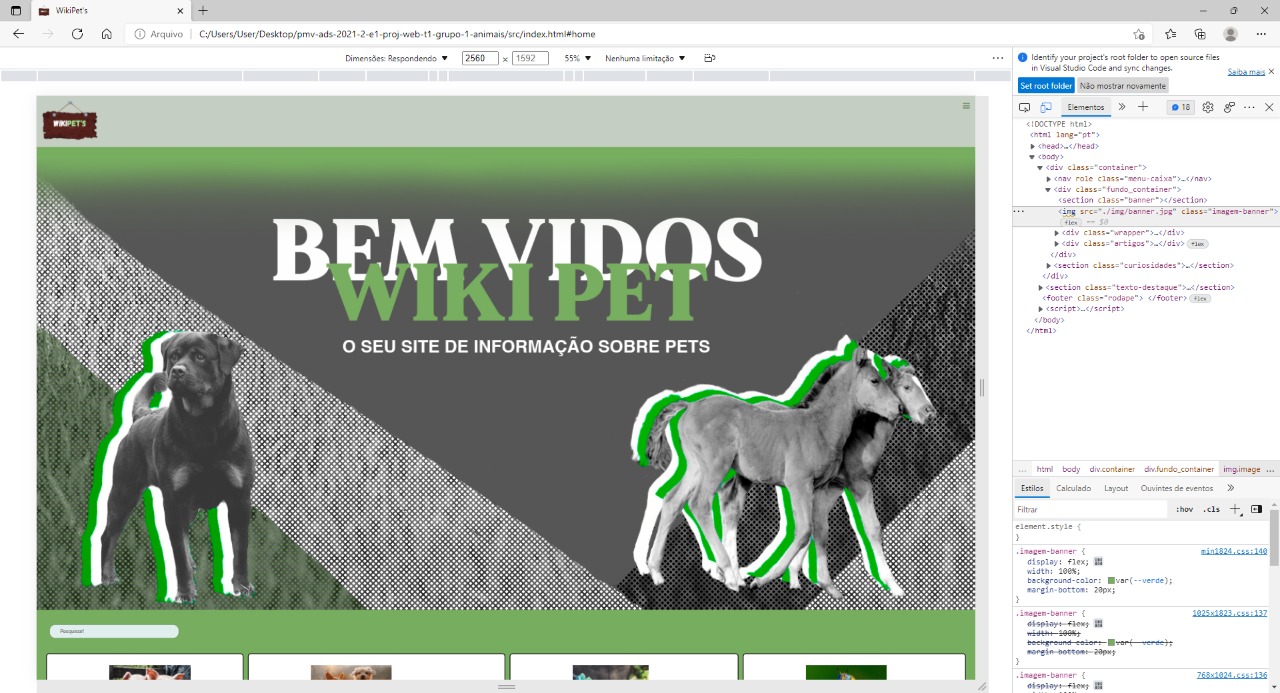 WikiPet's
Arquivo
C:/Users/User/Desktop/pmv-ads-2021-2-e1-proj-web-t1-grupo-1-animais/src/index.html#home
Dimensões: Respondendo ▼ 2560 x 1592 55% ▼ Nenhuma limitação ▼
WIKIPET'S
BEM VIDOS
WIKI PET
O SEU SITE DE INFORMAÇÃO SOBRE PETS
Pesquisar!
Identify your project's root folder to open source files
in Visual Studio Code and sync changes.
Saiba mais
Set root folder
Não mostrar novamente
Elementos
18
<!DOCTYPE html>
<html lang="pt">
<head>…</head>
<body>
<div class="container">
<nav role class="menu-caixa">…</nav>
<div class="fundo_container">
<section class="banner"></section>
<img src="./img/banner.jpg" class="imagem-banner">
flex == $0
<div class="wrapper">…</div>
<div class="artigos">…</div> flex
</div>
<section class="curiosidades">…</section>
</div>
<section class="texto-destaque">…</section>
<footer class="rodape"> </footer> flex
<script>…</script>
</body>
</html>
… html body div.container div.fundo_container img.image …
Estilos Calculado Layout Ouvintes de eventos
Filtrar :hov .cls
element.style {
}
.imagem-banner { min1824.css:140
display: flex;
width: 100%;
background-color: var(--verde);
margin-bottom: 20px;
}
.imagem-banner { 1025x1823.css:137
display: flex;
width: 100%;
background-color: var(--verde);
margin-bottom: 20px;
}
.imagem-banner { 768x1024.css:136
display: flex;